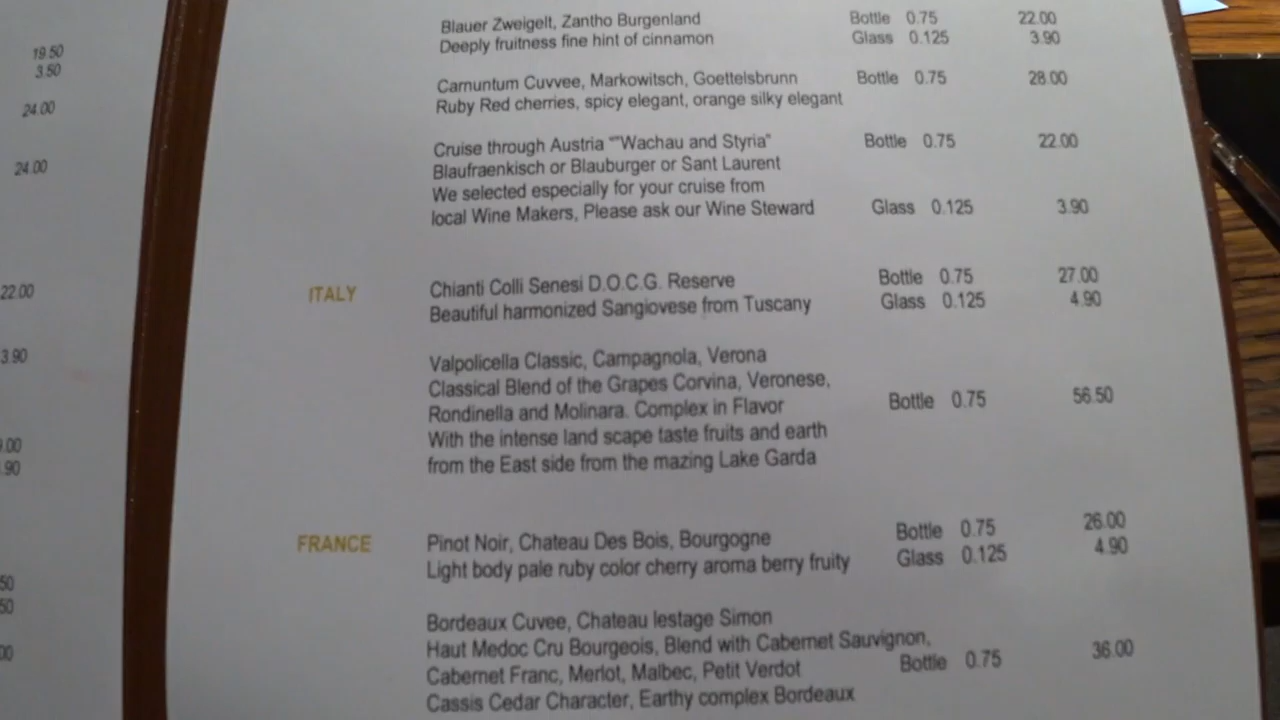 19.50
3.50
24.00
24.00
22.00
3.90
.00
.90
50
50
00
Blauer Zweigelt, Zantho Burgenland Bottle 0.75 22.00
Deeply fruitness fine hint of cinnamon Glass 0.125 3.90
Carnuntum Cuvvee, Markowitsch, Goettelsbrunn Bottle 0.75 28.00
Ruby Red cherries, spicy elegant, orange silky elegant
Cruise through Austria ""Wachau and Styria" Bottle 0.75 22.00
Blaufraenkisch or Blauburger or Sant Laurent
We selected especially for your cruise from
local Wine Makers, Please ask our Wine Steward Glass 0.125 3.90
ITALY Chianti Colli Senesi D.O.C.G. Reserve Bottle 0.75 27.00
Beautiful harmonized Sangiovese from Tuscany Glass 0.125 4.90
Valpolicella Classic, Campagnola, Verona
Classical Blend of the Grapes Corvina, Veronese,
Rondinella and Molinara. Complex in Flavor Bottle 0.75 56.50
With the intense land scape taste fruits and earth
from the East side from the mazing Lake Garda
FRANCE Pinot Noir, Chateau Des Bois, Bourgogne Bottle 0.75 26.00
Light body pale ruby color cherry aroma berry fruity Glass 0.125 4.90
Bordeaux Cuvee, Chateau lestage Simon
Haut Medoc Cru Bourgeois, Blend with Cabernet Sauvignon,
Cabernet Franc, Merlot, Malbec, Petit Verdot Bottle 0.75 36.00
Cassis Cedar Character, Earthy complex Bordeaux